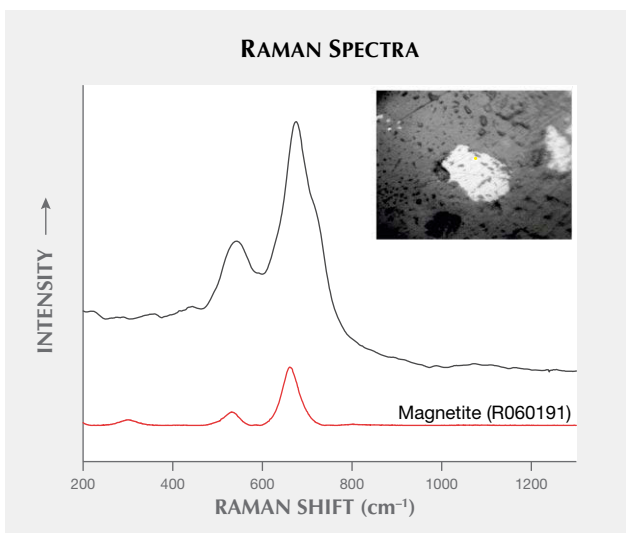 RAMAN SPECTRA
INTENSITY
Magnetite (R060191)
200 400 600 800 1000 1200
RAMAN SHIFT (cm⁻¹)